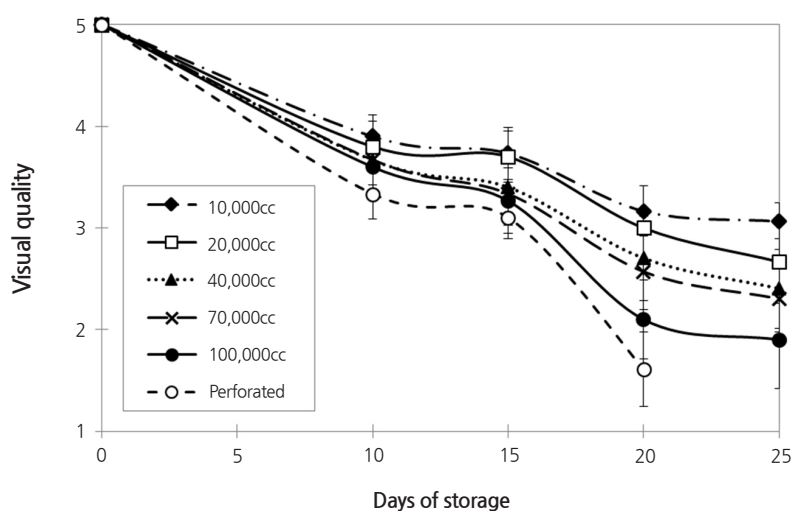 5
4
3
2
1
Visual quality
10,000cc
20,000cc
40,000cc
70,000cc
100,000cc
Perforated
0 5 10 15 20 25
Days of storage